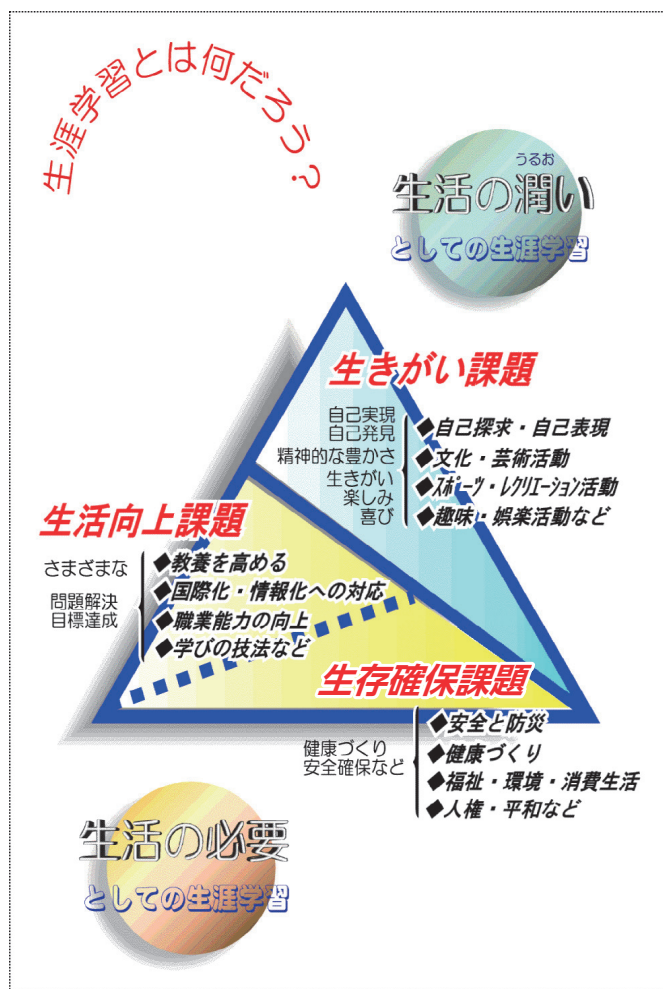 生涯学習とは何だろう？
うるお
生活の潤い
としての生涯学習
生きがい課題
自己実現
自己発見
精神的な豊かさ
生きがい
楽しみ
喜び
◆自己探求・自己表現
◆文化・芸術活動
◆ｽﾎﾟｰﾂ・ﾚｸﾘｴｰｼｮﾝ活動
◆趣味・娯楽活動など
生活向上課題
さまざまな
問題解決
目標達成
◆教養を高める
◆国際化・情報化への対応
◆職業能力の向上
◆学びの技法など
生存確保課題
健康づくり
安全確保など
◆安全と防災
◆健康づくり
◆福祉・環境・消費生活
◆人権・平和など
生活の必要
としての生涯学習